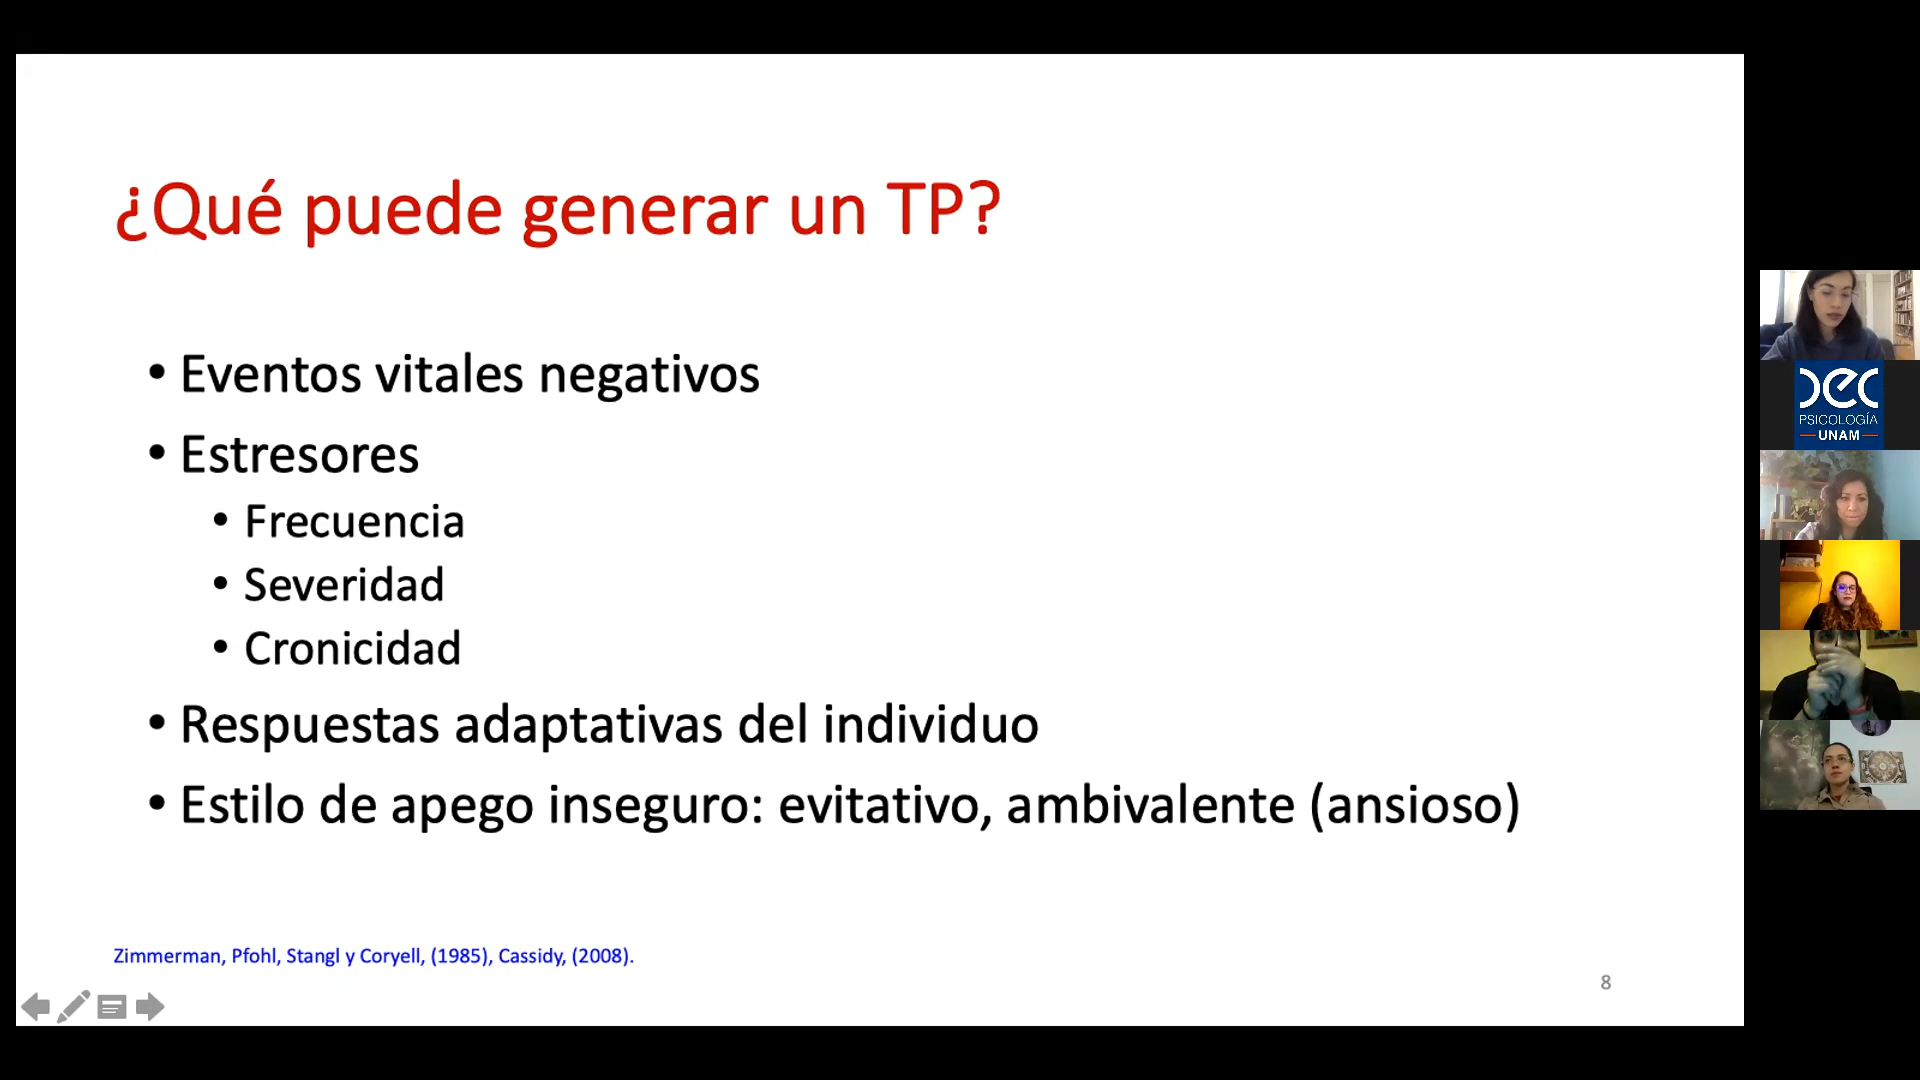 ¿Qué puede generar un TP?
• Eventos vitales negativos
• Estresores
• Frecuencia
• Severidad
• Cronicidad
• Respuestas adaptativas del individuo
• Estilo de apego inseguro: evitativo, ambivalente (ansioso)
Zimmerman, Pfohl, Stangl y Coryell, (1985), Cassidy, (2008).
8
DEC
PSICOLOGÍA
UNAM